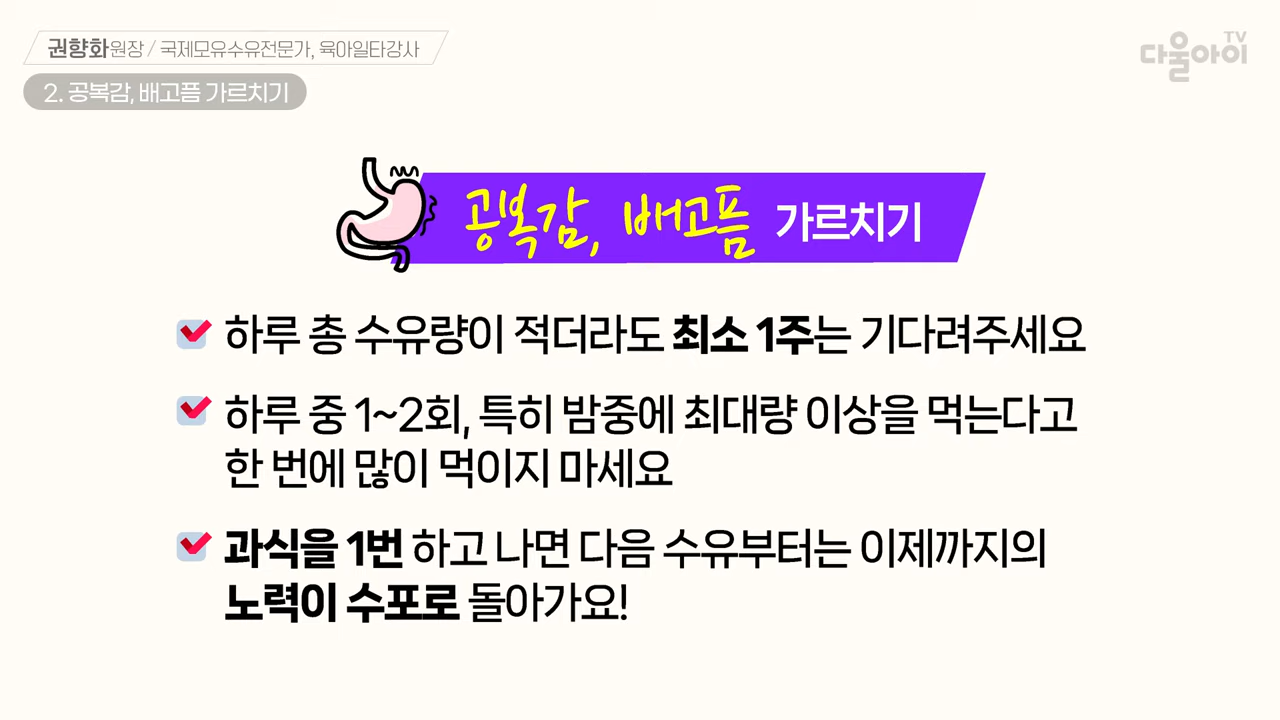 권향화원장 / 국제모유수유전문가, 육아일타강사
다울아이 TV
2. 공복감, 배고픔 가르치기
공복감, 배고픔 가르치기
하루 총 수유량이 적더라도 최소 1주는 기다려주세요
하루 중 1~2회, 특히 밤중에 최대량 이상을 먹는다고
한 번에 많이 먹이지 마세요
과식을 1번 하고 나면 다음 수유부터는 이제까지의
노력이 수포로 돌아가요!